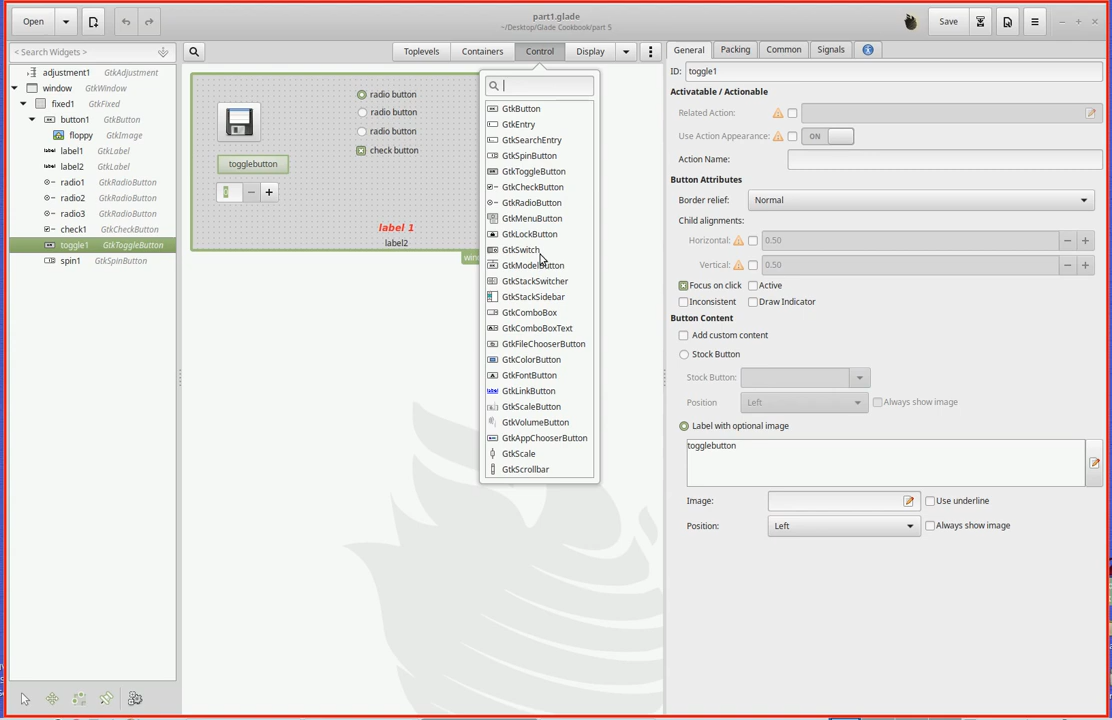 part1.glade
~/Desktop/Glade Cookbook/part 5
Open
Save
< Search Widgets >
adjustment1 GtkAdjustment
window GtkWindow
fixed1 GtkFixed
button1 GtkButton
floppy GtkImage
label1 GtkLabel
label2 GtkLabel
radio1 GtkRadioButton
radio2 GtkRadioButton
radio3 GtkRadioButton
check1 GtkCheckButton
toggle1 GtkToggleButton
spin1 GtkSpinButton
Toplevels Containers Control Display
radio button
radio button
radio button
check button
togglebutton
label 1
label2
GtkButton
GtkEntry
GtkSearchEntry
GtkSpinButton
GtkToggleButton
GtkCheckButton
GtkRadioButton
GtkMenuButton
GtkLockButton
GtkSwitch
GtkModelButton
GtkStackSwitcher
GtkStackSidebar
GtkComboBox
GtkComboBoxText
GtkFileChooserButton
GtkColorButton
GtkFontButton
GtkLinkButton
GtkScaleButton
GtkVolumeButton
GtkAppChooserButton
GtkScale
GtkScrollbar
General Packing Common Signals
ID: toggle1
Activatable / Actionable
Related Action:
Use Action Appearance: ON
Action Name:
Button Attributes
Border relief: Normal
Child alignments:
Horizontal: 0.50
Vertical: 0.50
Focus on click Active
Inconsistent Draw Indicator
Button Content
Add custom content
Stock Button
Stock Button:
Position Left Always show image
Label with optional image
togglebutton
Image: Use underline
Position: Left Always show image